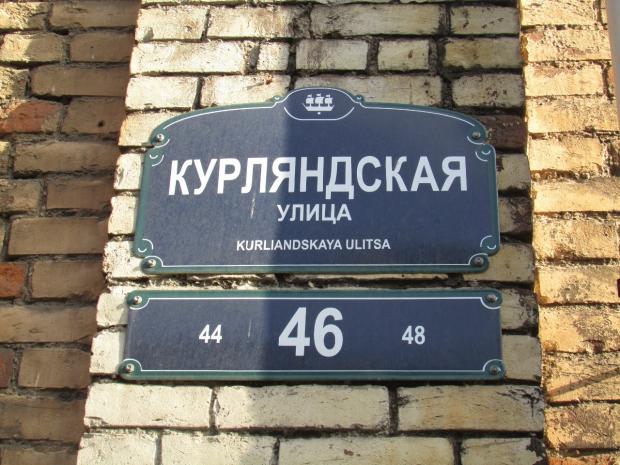 КУРЛЯНДСКАЯ
УЛИЦА
KURLIANDSKAYA ULITSA
44 46 48